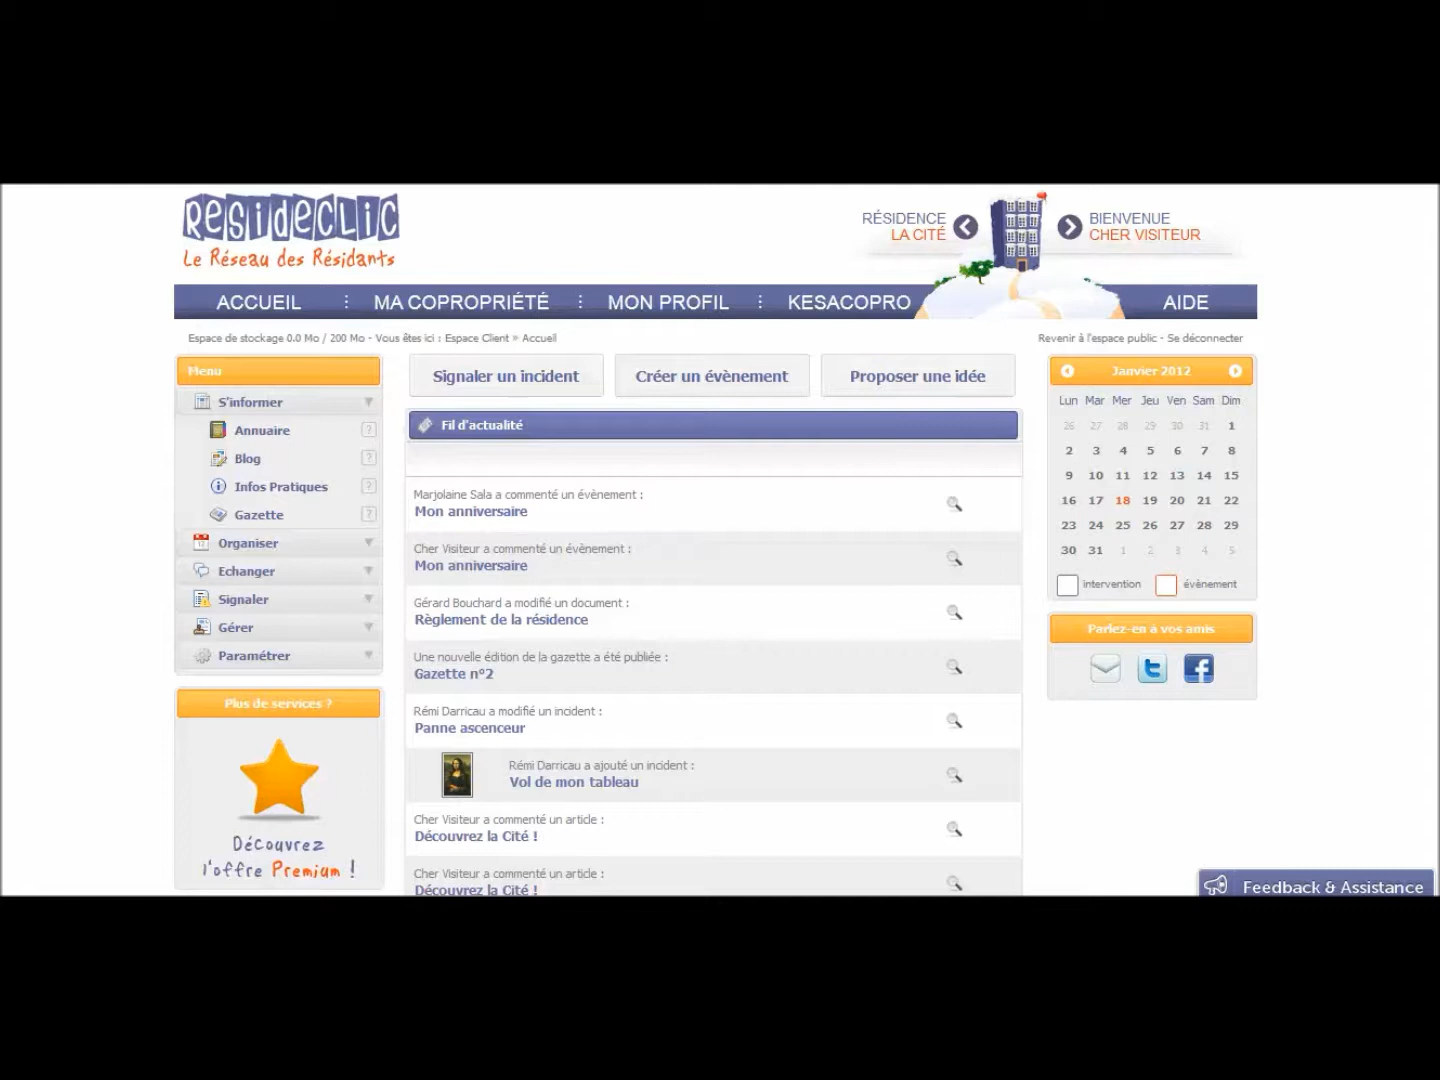 ResideClic
Le Réseau des Résidants
RÉSIDENCE
LA CITÉ
BIENVENUE
CHER VISITEUR
ACCUEIL
MA COPROPRIÉTÉ
MON PROFIL
KESACOPRO
AIDE
Espace de stockage 0.0 Mo / 200 Mo - Vous êtes ici : Espace Client » Accueil
Revenir à l'espace public - Se déconnecter
Menu
S'informer
Annuaire ?
Blog ?
Infos Pratiques ?
Gazette ?
Organiser
Echanger
Signaler
Gérer
Paramétrer
Plus de services ?
Découvrez
l'offre Premium !
Signaler un incident
Créer un évènement
Proposer une idée
Fil d'actualité
Marjolaine Sala a commenté un évènement :
Mon anniversaire
Cher Visiteur a commenté un évènement :
Mon anniversaire
Gérard Bouchard a modifié un document :
Règlement de la résidence
Une nouvelle édition de la gazette a été publiée :
Gazette n°2
Rémi Darricau a modifié un incident :
Panne ascenceur
Rémi Darricau a ajouté un incident :
Vol de mon tableau
Cher Visiteur a commenté un article :
Découvrez la Cité !
Cher Visiteur a commenté un article :
Découvrez la Cité !
Janvier 2012
Lun Mar Mer Jeu Ven Sam Dim
26 27 28 29 30 31 1
2 3 4 5 6 7 8
9 10 11 12 13 14 15
16 17 18 19 20 21 22
23 24 25 26 27 28 29
30 31 1 2 3 4 5
intervention
évènement
Parlez-en à vos amis
Feedback & Assistance